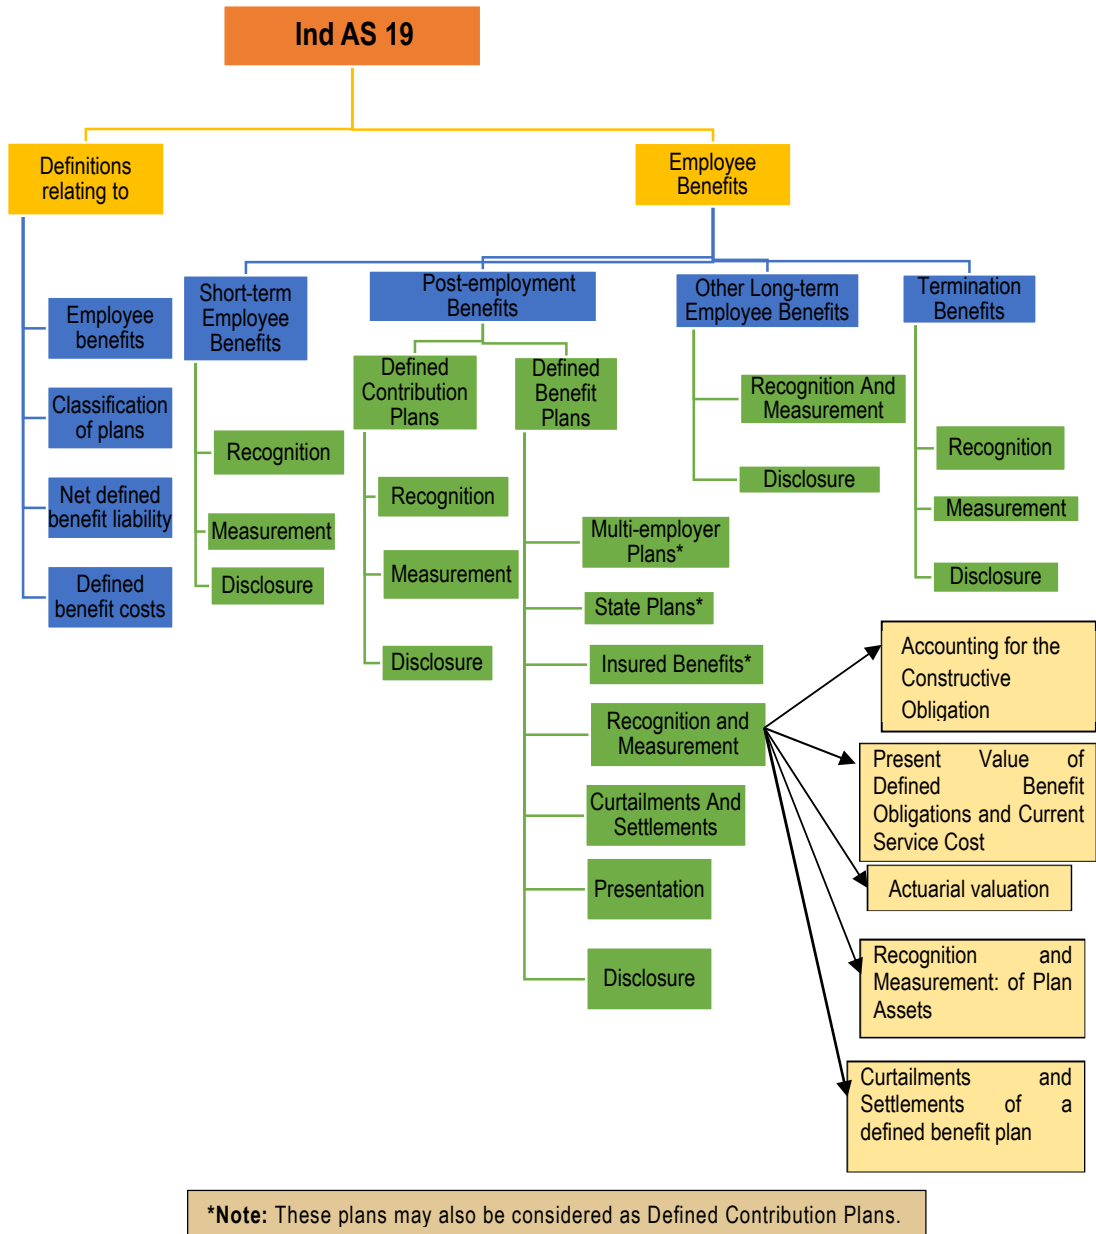 Ind AS 19
Definitions
relating to
Employee
Benefits
Employee
benefits
Classification
of plans
Net defined
benefit liability
Defined
benefit costs
Short-term
Employee
Benefits
Recognition
Measurement
Disclosure
Post-employment
Benefits
Defined
Contribution
Plans
Recognition
Measurement
Disclosure
Defined
Benefit
Plans
Multi-employer
Plans*
State Plans*
Insured Benefits*
Recognition and
Measurement
Curtailments And
Settlements
Presentation
Disclosure
Accounting for the
Constructive
Obligation
Present Value of
Defined Benefit
Obligations and Current
Service Cost
Actuarial valuation
Recognition and
Measurement: of Plan
Assets
Curtailments and
Settlements of a
defined benefit plan
Other Long-term
Employee Benefits
Recognition And
Measurement
Disclosure
Termination
Benefits
Recognition
Measurement
Disclosure
*Note: These plans may also be considered as Defined Contribution Plans.